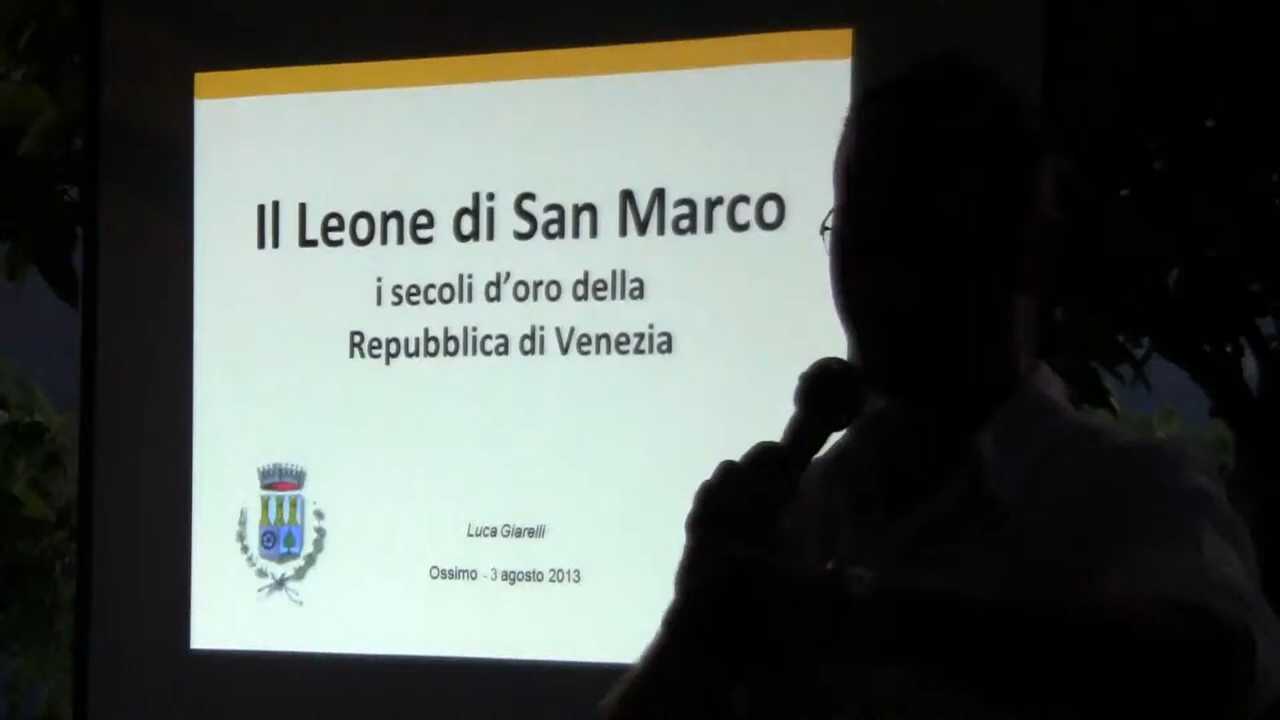 Il Leone di San Marco
i secoli d'oro della
Repubblica di Venezia
Luca Giarelli
Ossimo - 3 agosto 2013